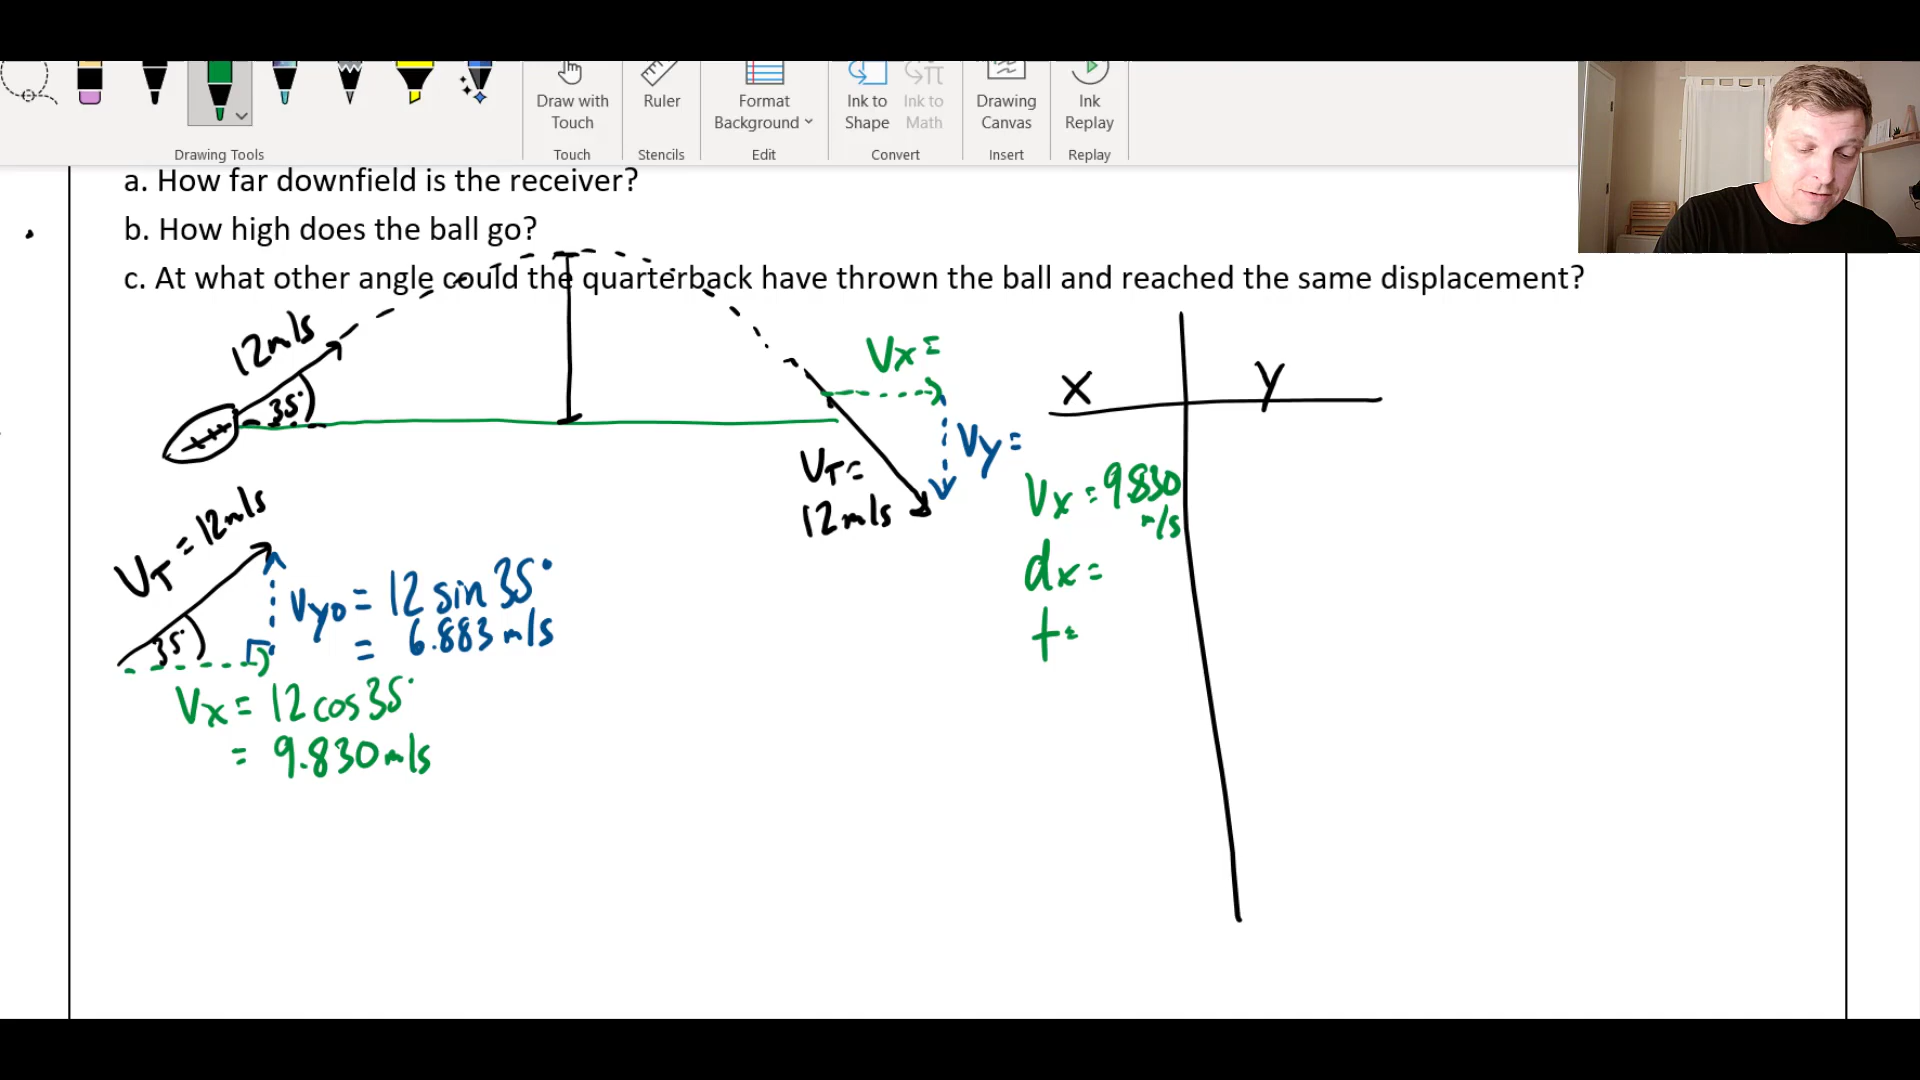 Draw with
Touch
Ruler
Format
Background
Ink to
Shape
Ink to
Math
Drawing
Canvas
Ink
Replay
Drawing Tools
Touch
Stencils
Edit
Convert
Insert
Replay
a. How far downfield is the receiver?
b. How high does the ball go?
c. At what other angle could the quarterback have thrown the ball and reached the same displacement?
12m/s
35°
Vx =
Vy =
VT =
12m/s
x
y
Vx = 9.830
m/s
dx =
t =
VT = 12m/s
35°
Vyo = 12 sin 35°
= 6.883 m/s
Vx = 12 cos 35°
= 9.830 m/s